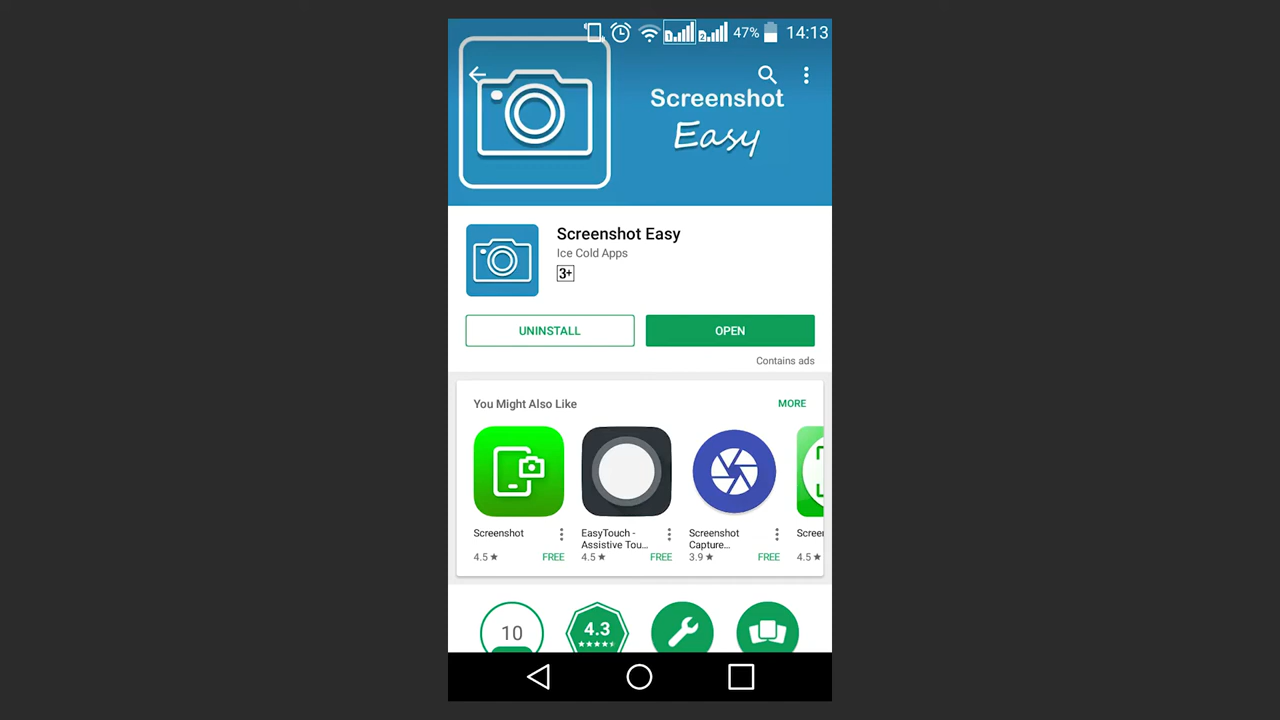 1 2 47% 14:13
Screenshot
Easy
Screenshot Easy
Ice Cold Apps
3+
UNINSTALL OPEN
Contains ads
You Might Also Like MORE
Screenshot
4.5★ FREE
EasyTouch -
Assistive Tou...
4.5★ FREE
Screenshot
Capture...
3.9★ FREE
4.5★
10 4.3